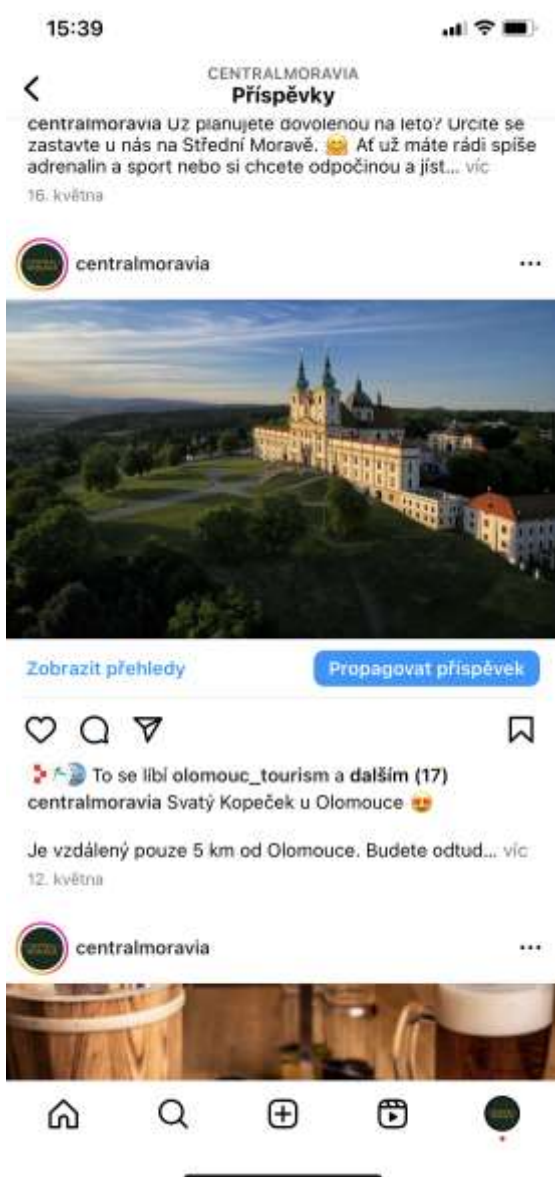 15:39
CENTRALMORAVIA
Příspěvky
centralmoravia Už plánujete dovolenou na léto? Určitě se
zastavte u nás na Střední Moravě. 🤗 Ať už máte rádi spíše
adrenalin a sport nebo si chcete odpočinou a jíst... víc
16. května
centralmoravia
Zobrazit přehledy
Propagovat příspěvek
To se líbí olomouc_tourism a dalším (17)
centralmoravia Svatý Kopeček u Olomouce 😍
Je vzdálený pouze 5 km od Olomouce. Budete odtud... víc
12. května
centralmoravia